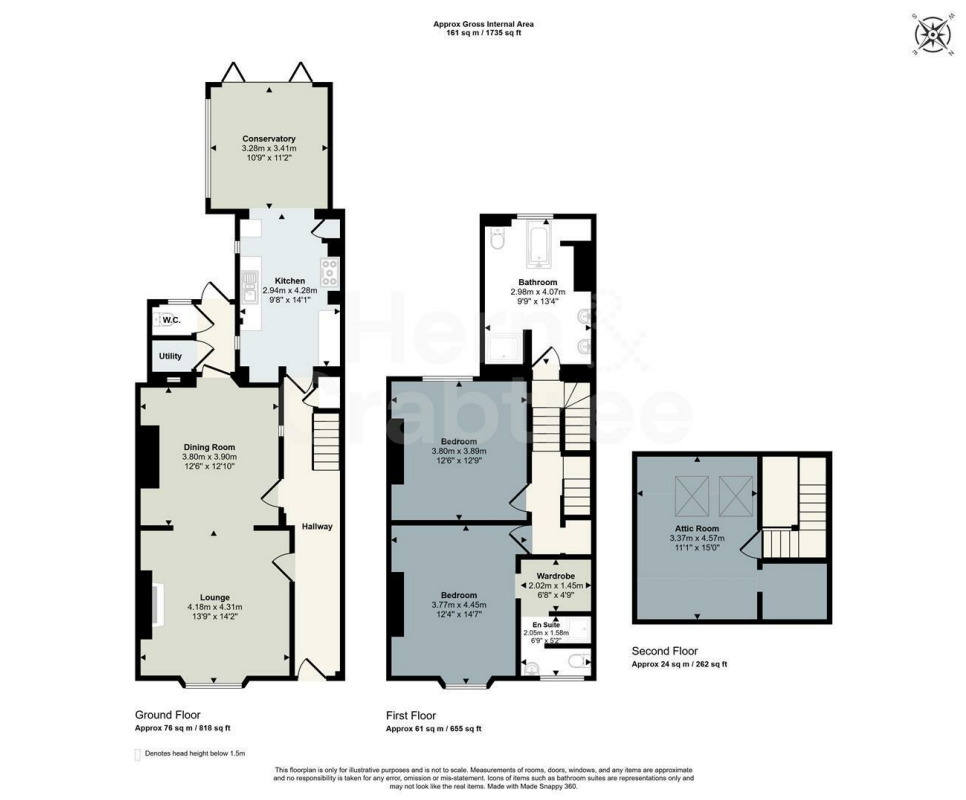 Approx Gross Internal Area
161 sq m / 1735 sq ft
S
W
E
N
Conservatory
3.28m x 3.41m
10'9" x 11'2"
Kitchen
2.94m x 4.28m
9'8" x 14'1"
W.C.
Utility
Dining Room
3.80m x 3.90m
12'6" x 12'10"
Hallway
Lounge
4.18m x 4.31m
13'9" x 14'2"
Ground Floor
Approx 76 sq m / 818 sq ft
Denotes head height below 1.5m
Bathroom
2.98m x 4.07m
9'9" x 13'4"
Bedroom
3.80m x 3.89m
12'6" x 12'9"
Bedroom
3.77m x 4.45m
12'4" x 14'7"
Wardrobe
2.02m x 1.45m
6'8" x 4'9"
En Suite
2.05m x 1.58m
6'9" x 5'2"
First Floor
Approx 61 sq m / 655 sq ft
Attic Room
3.37m x 4.57m
11'1" x 15'0"
Second Floor
Approx 24 sq m / 262 sq ft
Hern &
Crabtree
This floorplan is only for illustrative purposes and is not to scale. Measurements of rooms, doors, windows, and any items are approximate
and no responsibility is taken for any error, omission or mis-statement. Icons of items such as bathroom suites are representations only and
may not look like the real items. Made with Made Snappy 360.